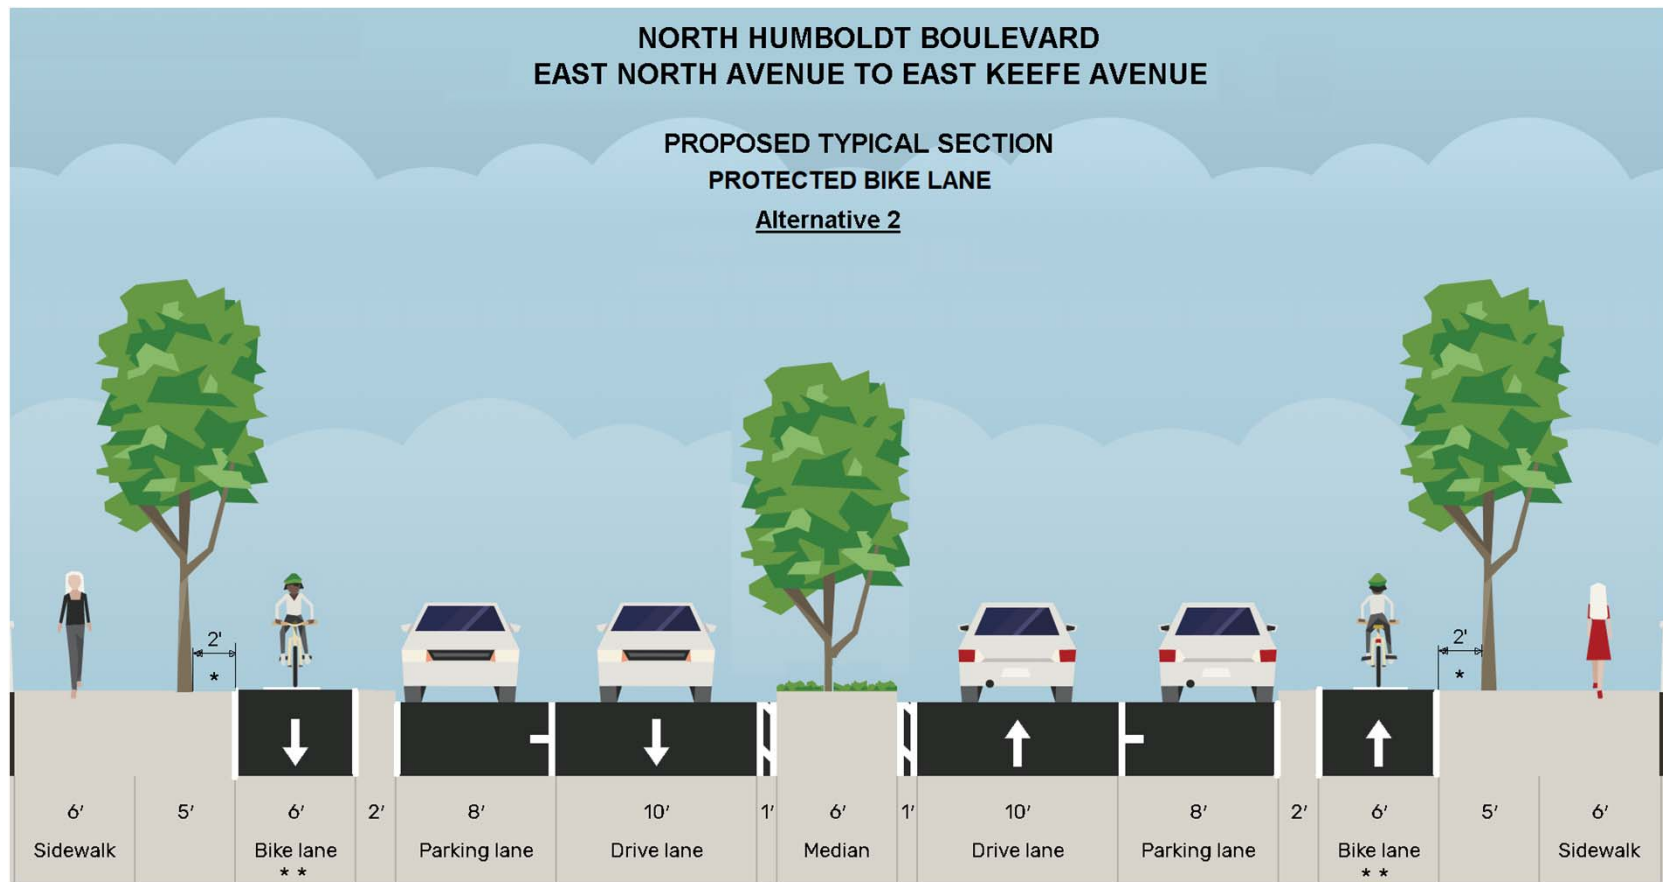 NORTH HUMBOLDT BOULEVARD
EAST NORTH AVENUE TO EAST KEEFE AVENUE
PROPOSED TYPICAL SECTION
PROTECTED BIKE LANE
Alternative 2
2' 2'
* *
6′ 5′ 6′ 2′ 8′ 10′ 1′ 6′ 1′ 10′ 8′ 2′ 6′ 5′ 6′
Sidewalk Bike lane Parking lane Drive lane Median Drive lane Parking lane Bike lane Sidewalk
* * * *